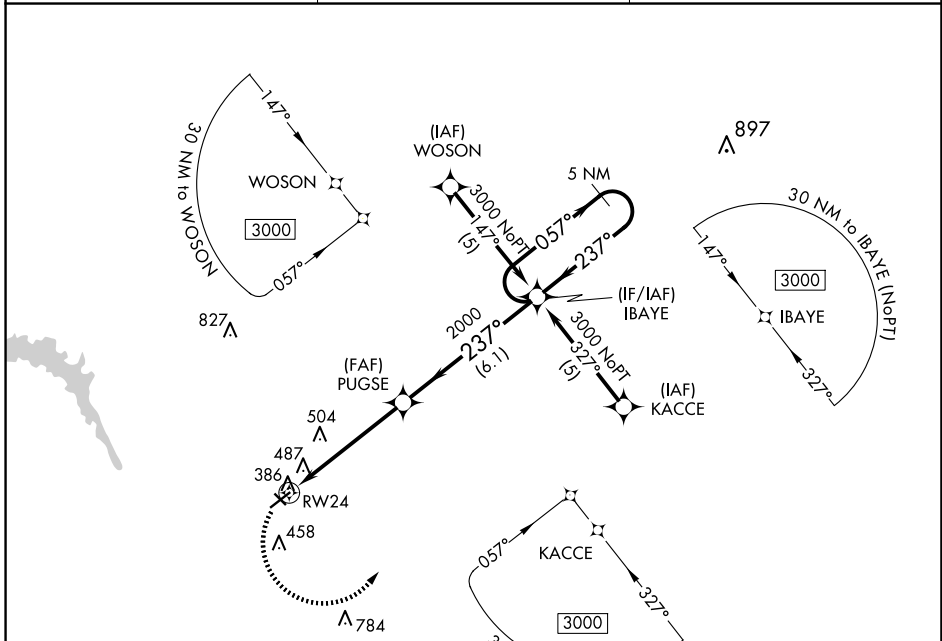 147°
30 NM to WOSON
WOSON
3000
057°
(IAF)
WOSON
3000 NoPT
147°
(5)
5 NM
057°
237°
897
30 NM to IBAYE (NoPT)
147°
3000
IBAYE
327°
(IF/IAF)
IBAYE
827
2000
237°
(6.1)
3000 NoPT
327°
(5)
(FAF)
PUGSE
(IAF)
KACCE
504
487
386
RW24
458
784
057°
KACCE
327°
3000